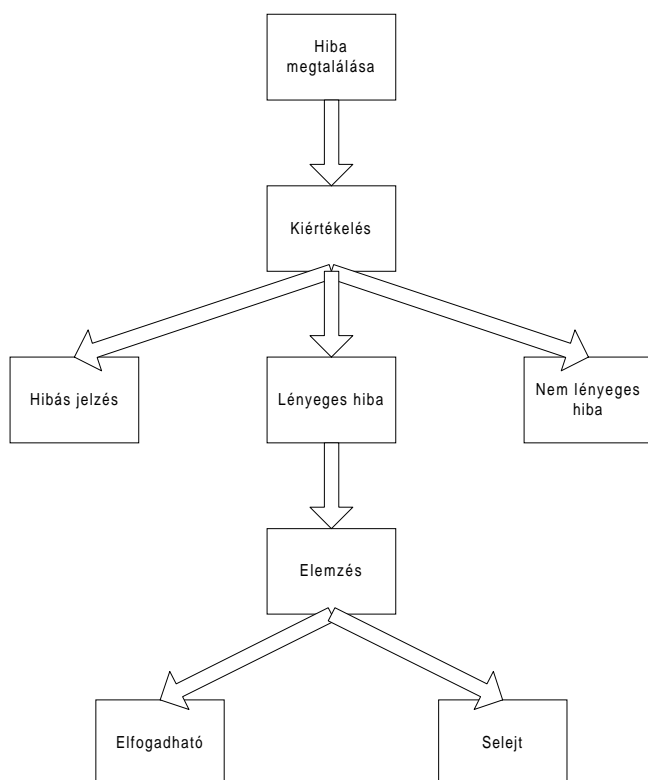 Hiba
megtalálása
Kiértékelés
Hibás jelzés
Lényeges hiba
Nem lényeges
hiba
Elemzés
Elfogadható
Selejt